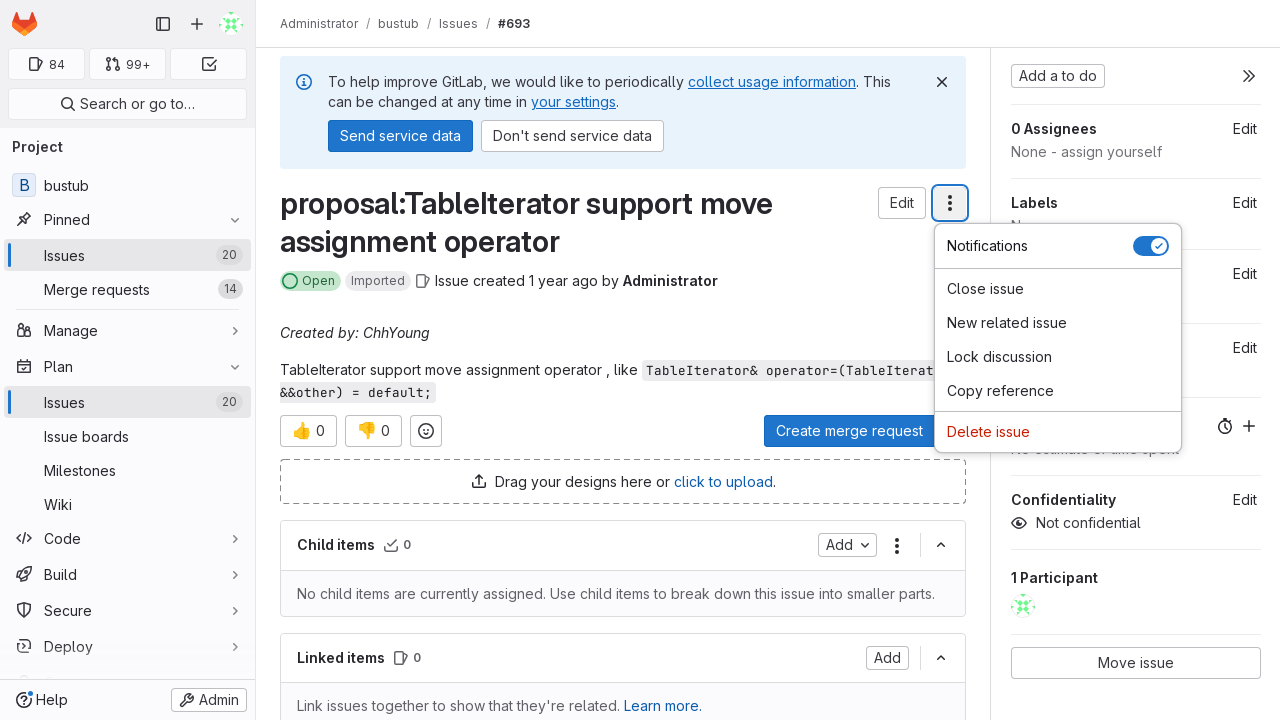 84
99+
Search or go to…
Project
B
bustub
Pinned
Issues
20
Merge requests
14
Manage
Plan
Issues
20
Issue boards
Milestones
Wiki
Code
Build
Secure
Deploy
Help
Admin
Administrator / bustub / Issues / #693
To help improve GitLab, we would like to periodically collect usage information. This
can be changed at any time in your settings.
Send service data
Don't send service data
proposal:TableIterator support move
assignment operator
Edit
Open
Imported
Issue created 1 year ago by Administrator
Created by: ChhYoung
TableIterator support move assignment operator , like TableIterator& operator=(TableIterat
&&other) = default;
👍 0
👎 0
Create merge request
Drag your designs here or click to upload.
Child items
0
Add
No child items are currently assigned. Use child items to break down this issue into smaller parts.
Linked items
0
Add
Link issues together to show that they're related. Learn more.
Notifications
Close issue
New related issue
Lock discussion
Copy reference
Delete issue
Add a to do
0 Assignees
Edit
None - assign yourself
Labels
Edit
Edit
Edit
Confidentiality
Edit
Not confidential
1 Participant
Move issue